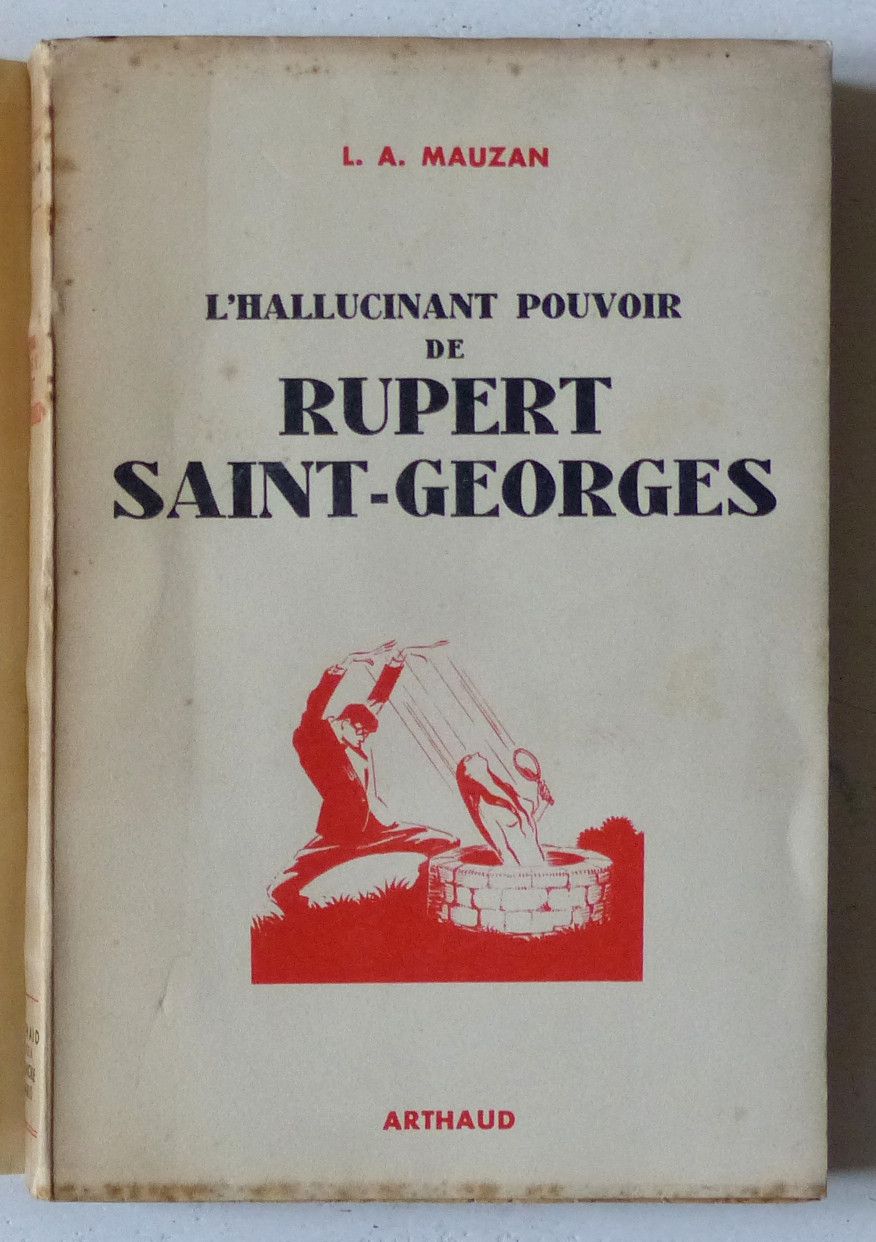 L. A. MAUZAN
L'HALLUCINANT POUVOIR
DE
RUPERT
SAINT-GEORGES
ARTHAUD